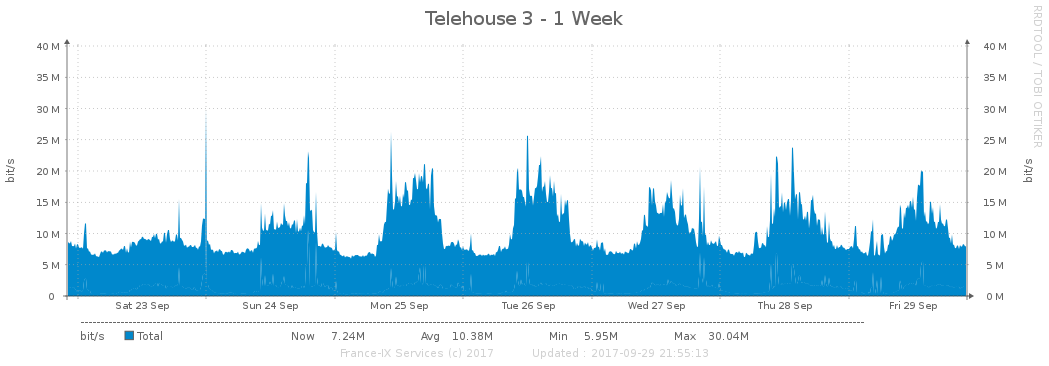 Telehouse 3 - 1 Week
RRDTOOL / TOBI OETIKER
40 M 40 M
35 M 35 M
30 M 30 M
25 M 25 M
20 M 20 M
15 M 15 M
10 M 10 M
5 M 5 M
0 0 M
bit/s bit/s
Sat 23 Sep Sun 24 Sep Mon 25 Sep Tue 26 Sep Wed 27 Sep Thu 28 Sep Fri 29 Sep
bit/s Total Now 7.24M Avg 10.38M Min 5.95M Max 30.04M
France-IX Services (c) 2017 Updated : 2017-09-29 21:55:13